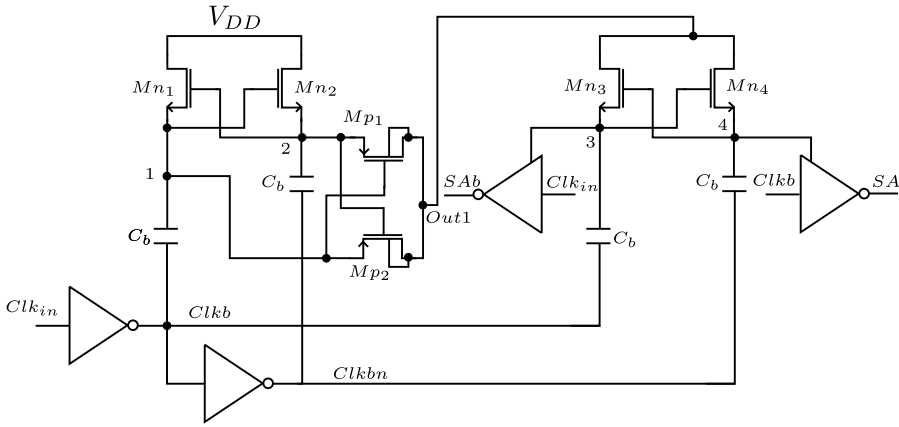 V_DD
Mn_1
Mn_2
Mp_1
Mn_3
Mn_4
2
3
4
1
C_b
SAb
Clk_in
C_b
Clkb
SA
Out1
C_b
C_b
Mp_2
Clk_in
Clkb
Clkbn